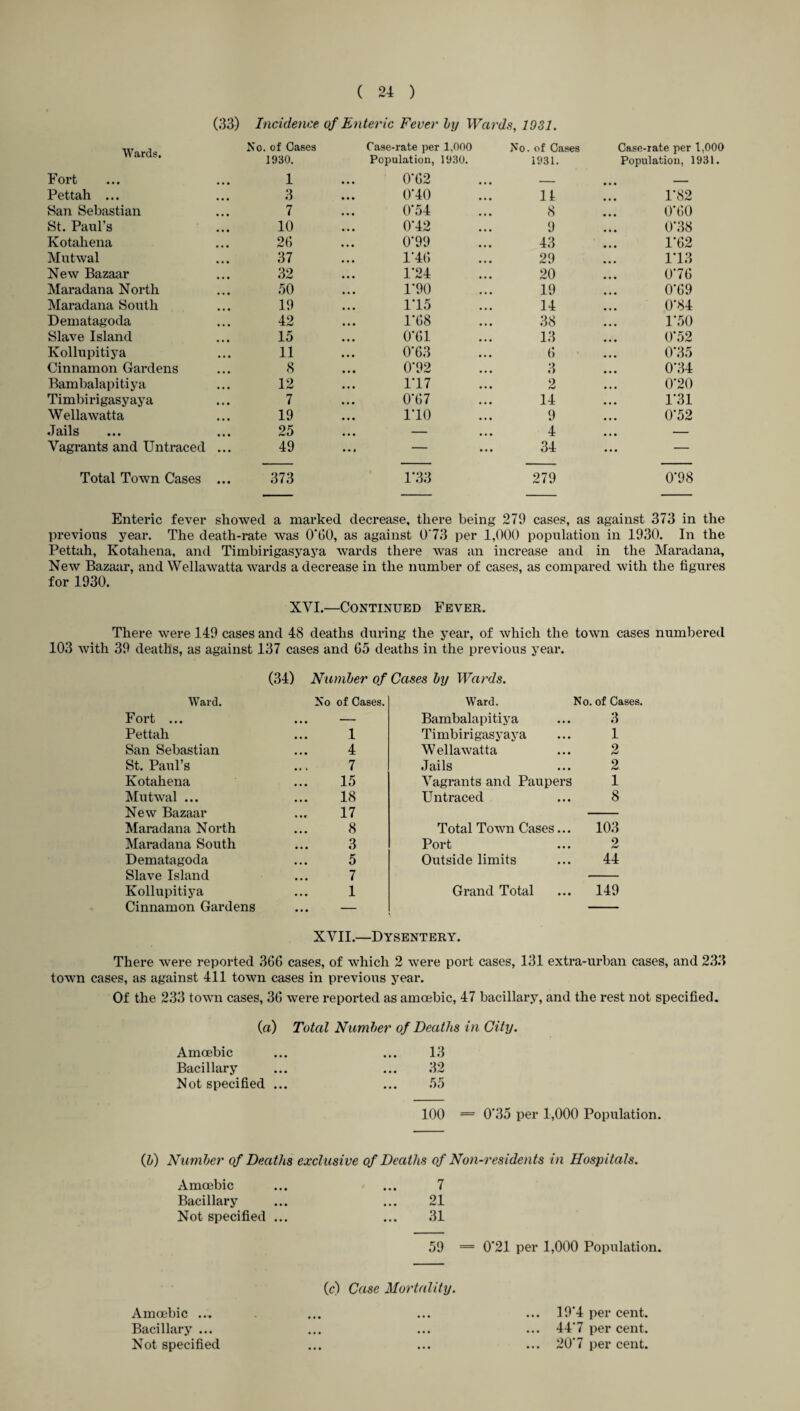 ( 24 )
(33) Incidence of Enteric Fever by Wards, 1931.
Wards. No. of Cases 1930. Case-rate per 1,000 Population, 1930. No. of Cases 1931. Case-rate per 1,000 Population, 1931.
Fort ... ... 1 ... 0·62 ... — ... —
Pettah ... ... 3 ... 0·40 ... 14 ... 1·82
San Sebastian ... 7 ... 0·54 ... 8 ... 0·60
St. Paul's ... 10 ... 0·42 ... 9 ... 0·38
Kotahena ... 26 ... 0·99 ... 43 ... 1·62
Mutwal ... 37 ... 1·46 ... 29 ... 1·13
New Bazaar ... 32 ... 1·24 ... 20 ... 0·76
Maradana North ... 50 ... 1·90 ... 19 ... 0·69
Maradana South ... 19 ... 1·15 ... 14 ... 0·84
Dematagoda ... 42 ... 1·68 ... 38 ... 1·50
Slave Island ... 15 ... 0·61 ... 13 ... 0·52
Kollupitiya ... 11 ... 0·63 ... 6 ... 0·35
Cinnamon Gardens ... 8 ... 0·92 ... 3 ... 0·34
Bambalapitiya ... 12 ... 1·17 ... 2 ... 0·20
Timbirigasyaya ... 7 ... 0·67 ... 14 ... 1·31
Wellawatta ... 19 ... 1·10 ... 9 ... 0·52
Jails ... ... 25 ... — ... 4 ... —
Vagrants and Untraced ... 49 ... — ... 34 ... —
Total Town Cases ... 373 1·33 279 0·98
Enteric fever showed a marked decrease, there being 279 cases, as against 373 in the
previous year. The death-rate was 0·60, as against 0·73 per 1,000 population in 1930. In the
Pettah, Kotahena, and Timbirigasyaya wards there was an increase and in the Maradana,
New Bazaar, and Wellawatta wards a decrease in the number of cases, as compared with the figures
for 1930.
XVI.—CONTINUED FEVER.
There were 149 cases and 48 deaths during the year, of which the town cases numbered
103 with 39 deaths, as against 137 cases and 65 deaths in the previous year.
(34) Number of Cases by Wards.
Ward. No of Cases.
Fort ... ... —
Pettah ... 1
San Sebastian ... 4
St. Paul's ... 7
Kotahena ... 15
Mutwal ... ... 18
New Bazaar ... 17
Maradana North ... 8
Maradana South ... 3
Dematagoda ... 5
Slave Island ... 7
Kollupitiya ... 1
Cinnamon Gardens ... —
Ward. No. of Cases.
Bambalapitiya ... 3
Timbirigasyaya ... 1
Wellawatta ... 2
Jails ... 2
Vagrants and Paupers 1
Untraced ... 8
Total Town Cases... 103
Port ... 2
Outside limits ... 44
Grand Total ... 149
XVII.—DYSENTERY.
There were reported 366 cases, of which 2 were port cases, 131 extra-urban cases, and 233
town cases, as against 411 town cases in previous year.
Of the 233 town cases, 36 were reported as amœbic, 47 bacillary, and the rest not specified.
(a) Total Number of Deaths in City.
Amœbic ... ... 13
Bacillary ... ... 32
Not specified ... ... 55
100 = 0·35 per 1,000 Population.
(b) Number of Deaths exclusive of Deaths of Non-residents in Hospitals.
Amœbic ... ... 7
Bacillary ... ... 21
Not specified ... ... 31
59 = 0·21 per 1,000 Population.
(c) Case Mortality.
Amœbic ... ... ... ... 19·4 per cent.
Bacillary ... ... ... ... 44·7 per cent.
Not specified ... ... ... 20·7 per cent.